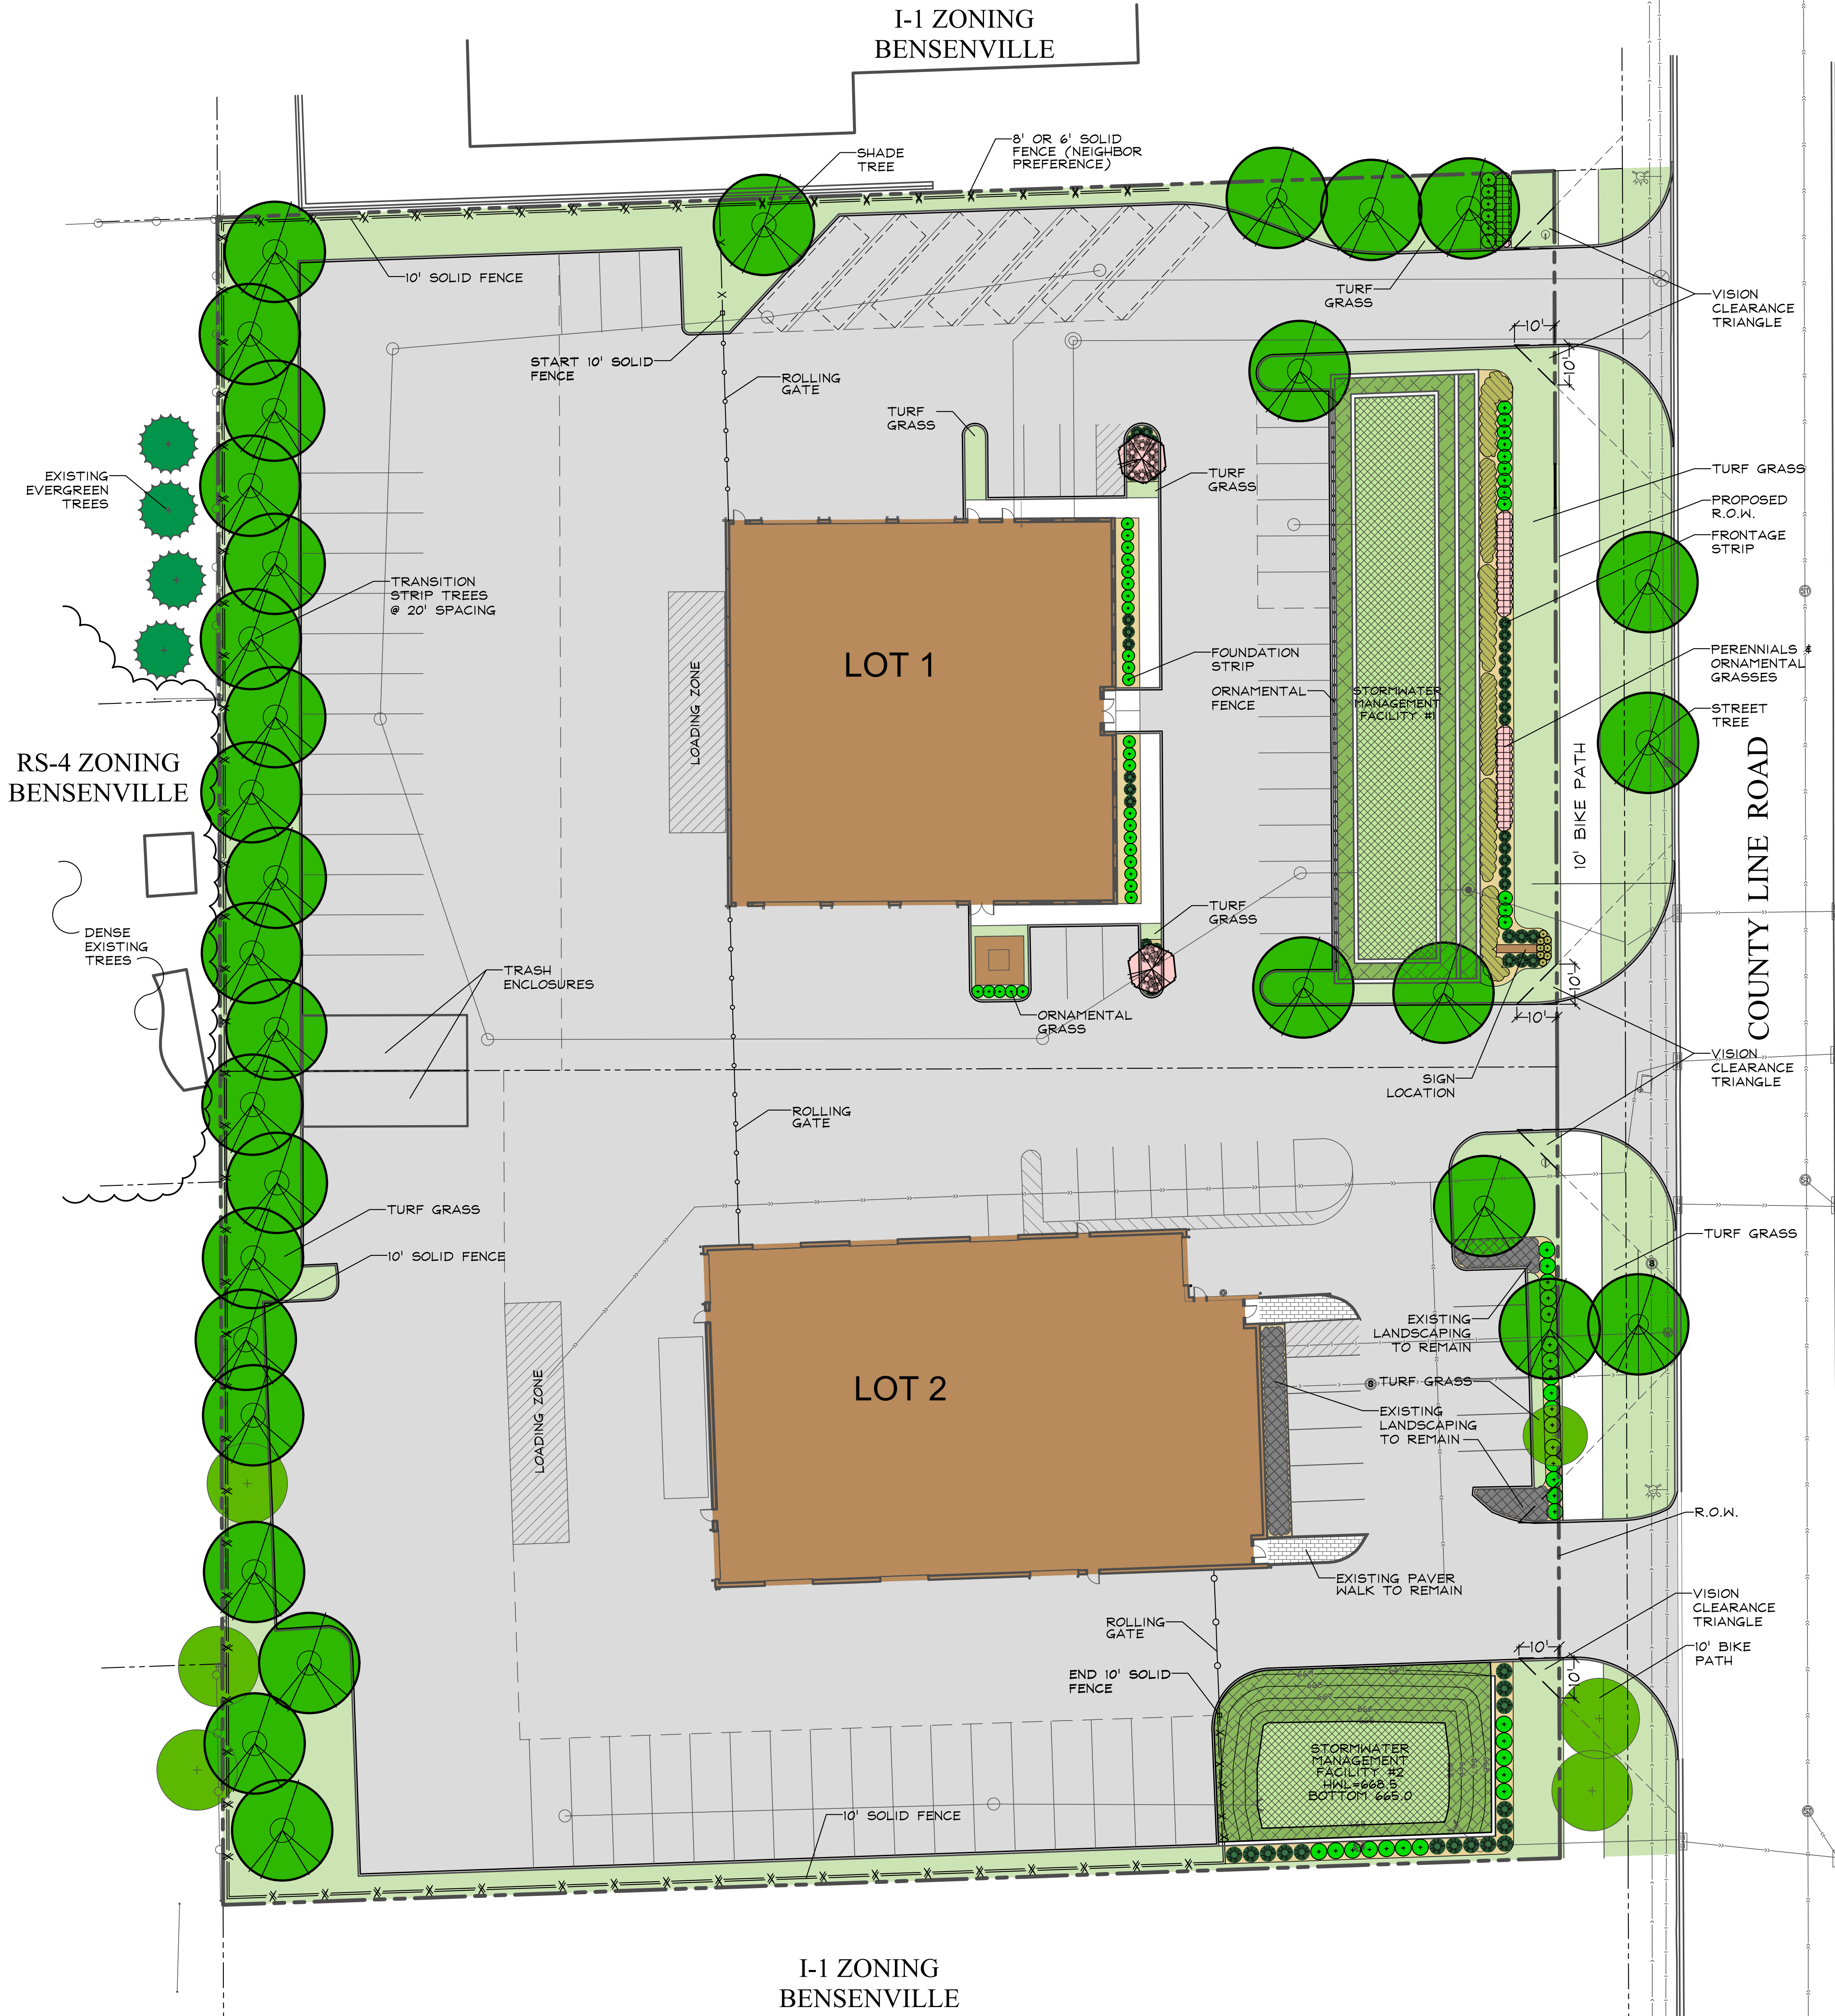 I-1 ZONING
BENSENVILLE
8' OR 6' SOLID
FENCE (NEIGHBOR
PREFERENCE)
SHADE
TREE
10' SOLID FENCE
TURF
GRASS
VISION
CLEARANCE
TRIANGLE
10'
10'
START 10' SOLID
FENCE
ROLLING
GATE
TURF
GRASS
EXISTING
EVERGREEN
TREES
TURF
GRASS
TURF GRASS
PROPOSED
R.O.W.
FRONTAGE
STRIP
TRANSITION
STRIP TREES
@ 20' SPACING
LOT 1
LOADING ZONE
FOUNDATION
STRIP
ORNAMENTAL
FENCE
STORMWATER
MANAGEMENT
FACILITY #1
PERENNIALS &
ORNAMENTAL
GRASSES
STREET
TREE
10' BIKE PATH
COUNTY LINE ROAD
RS-4 ZONING
BENSENVILLE
DENSE
EXISTING
TREES
TURF
GRASS
TRASH
ENCLOSURES
10'
10'
ORNAMENTAL
GRASS
SIGN
LOCATION
VISION
CLEARANCE
TRIANGLE
ROLLING
GATE
TURF GRASS
10' SOLID FENCE
TURF GRASS
EXISTING
LANDSCAPING
TO REMAIN
LOT 2
LOADING ZONE
TURF GRASS
EXISTING
LANDSCAPING
TO REMAIN
R.O.W.
EXISTING PAVER
WALK TO REMAIN
VISION
CLEARANCE
TRIANGLE
ROLLING
GATE
10'
10'
10' BIKE
PATH
END 10' SOLID
FENCE
STORMWATER
MANAGEMENT
FACILITY #2
HWL=668.5
BOTTOM 665.0
10' SOLID FENCE
I-1 ZONING
BENSENVILLE